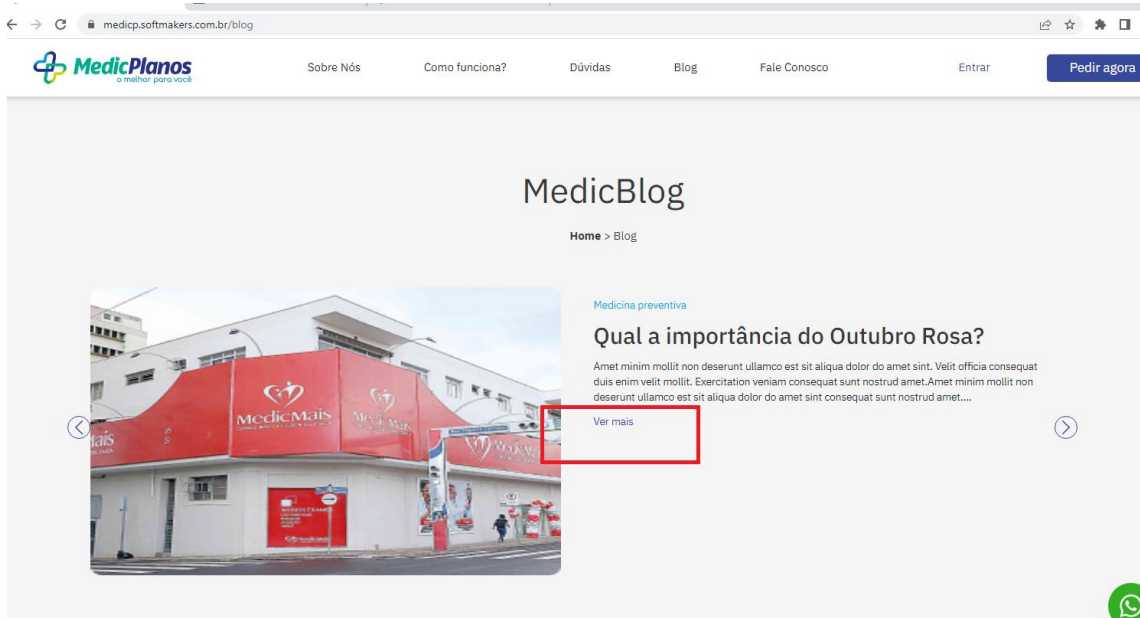 medicp.softmakers.com.br/blog
MedicPlanos
o melhor para você
Sobre Nós
Como funciona?
Dúvidas
Blog
Fale Conosco
Entrar
Pedir agora
MedicBlog
Home > Blog
MedicMais
Medicina preventiva
Qual a importância do Outubro Rosa?
Amet minim mollit non deserunt ullamco est sit aliqua dolor do amet sint. Velit officia consequat
duis enim velit mollit. Exercitation veniam consequat sunt nostrud amet.Amet minim mollit non
deserunt ullamco est sit aliqua dolor do amet sint consequat sunt nostrud amet....
Ver mais